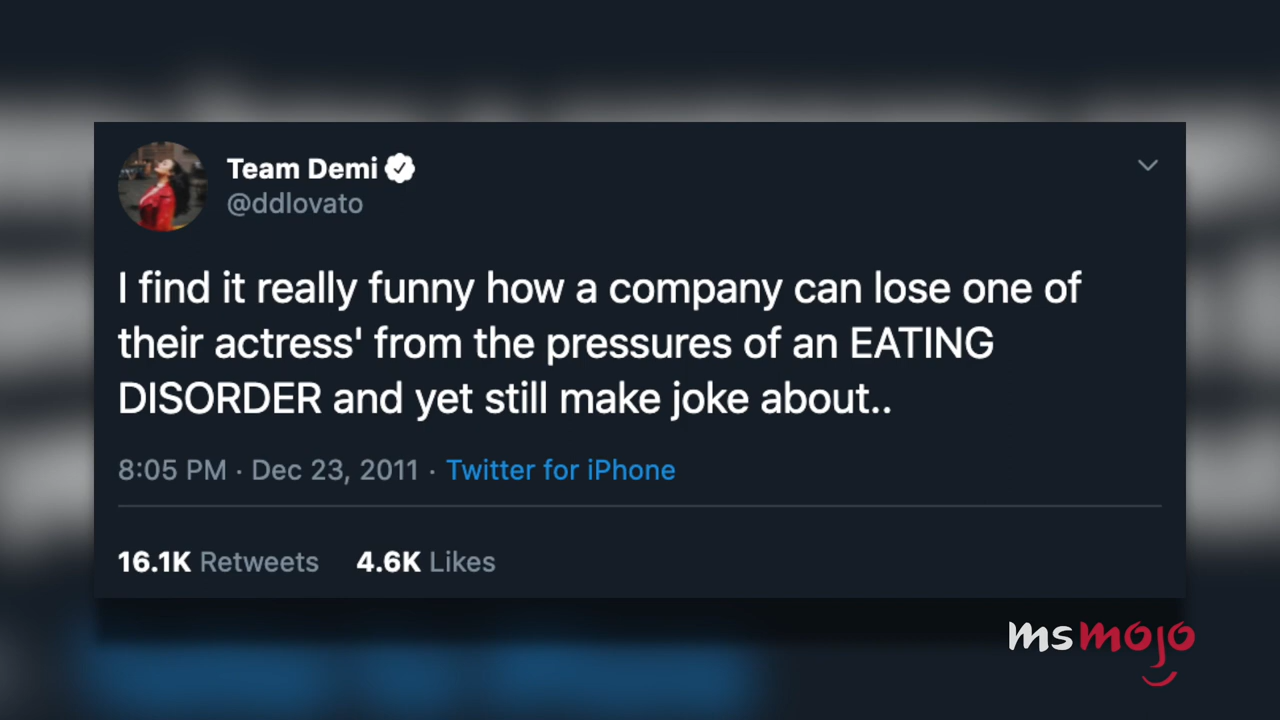 Team Demi
@ddlovato
I find it really funny how a company can lose one of
their actress' from the pressures of an EATING
DISORDER and yet still make joke about..
8:05 PM · Dec 23, 2011 · Twitter for iPhone
16.1K Retweets 4.6K Likes
msmojo